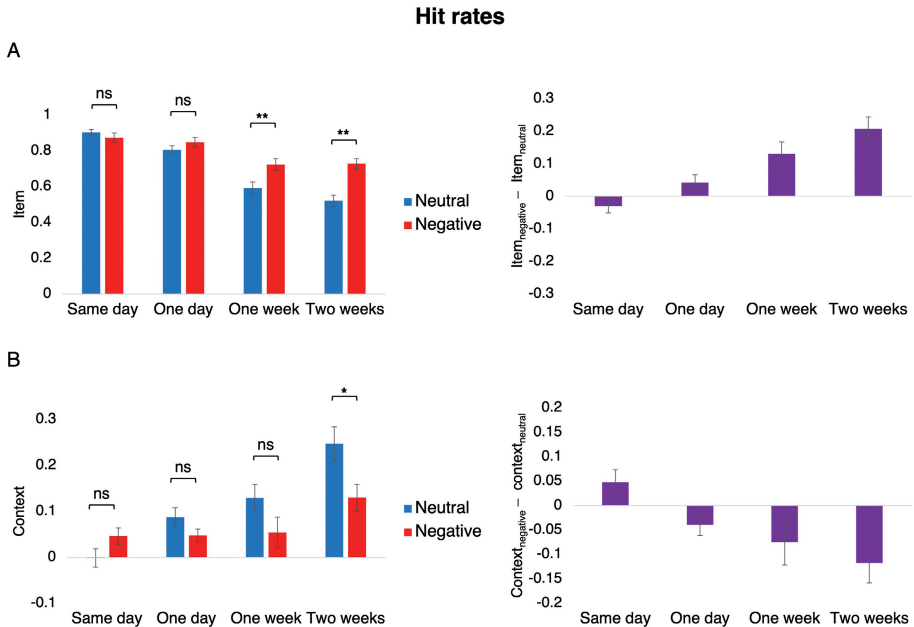 Hit rates
A
Item
1
0.8
0.6
0.4
0.2
0
ns
ns
**
**
Same day One day One week Two weeks
Neutral
Negative
Item_negative – Item_neutral
0.3
0.2
0.1
0
-0.1
-0.2
-0.3
Same day One day One week Two weeks
B
Context
0.3
0.2
0.1
0
-0.1
ns
ns
ns
*
Same day One day One week Two weeks
Neutral
Negative
Context_negative – context_neutral
0.2
0.15
0.1
0.05
0
-0.05
-0.1
-0.15
-0.2
Same day One day One week Two weeks